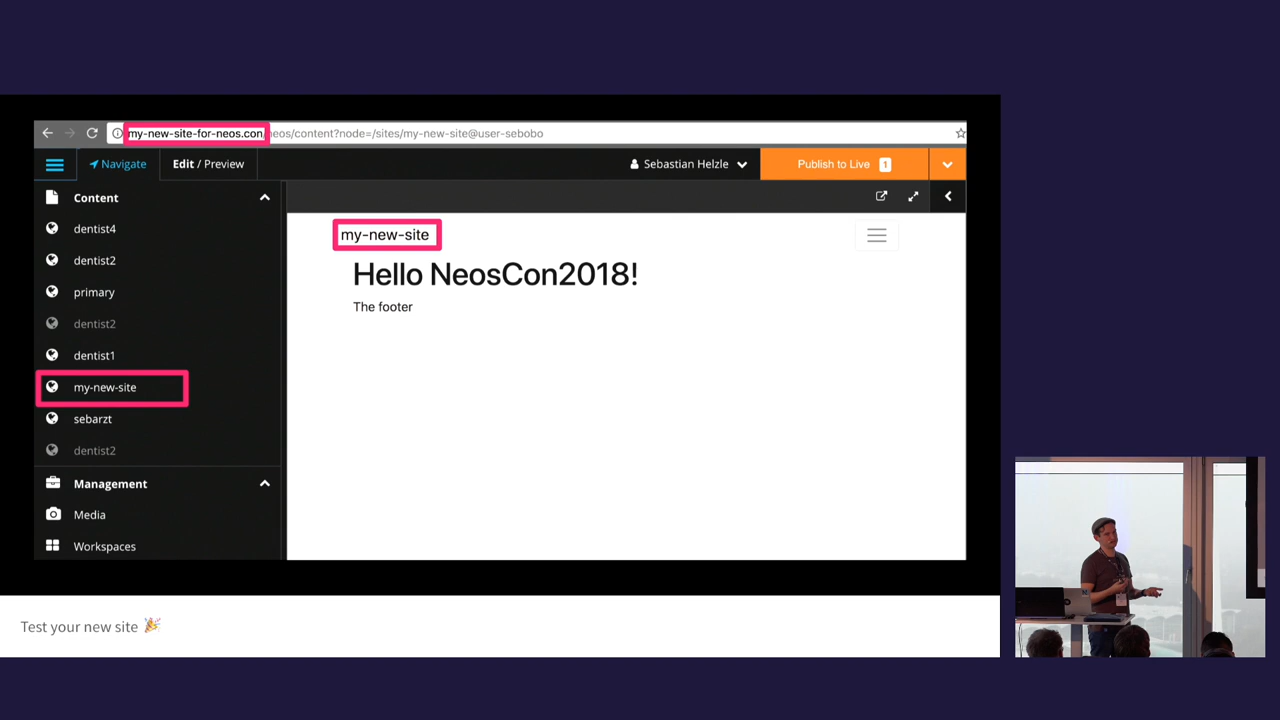 my-new-site-for-neos.con/neos/content?node=/sites/my-new-site@user-sebobo
Navigate
Edit / Preview
Sebastian Helzle
Publish to Live 1
Content
dentist4
dentist2
primary
dentist2
dentist1
my-new-site
sebarzt
dentist2
Management
Media
Workspaces
my-new-site
Hello NeosCon2018!
The footer
Test your new site 🎉